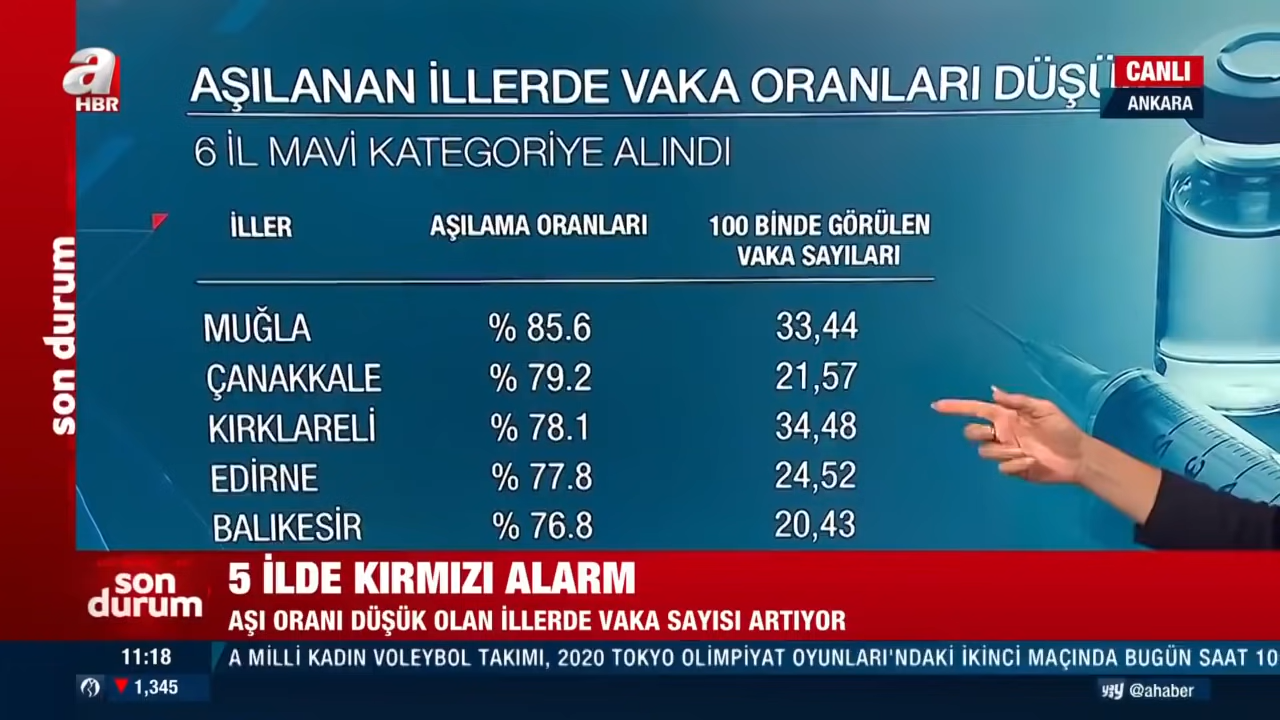 a
HBR
AŞILANAN İLLERDE VAKA ORANLARI DÜŞÜ
CANLI
ANKARA
6 İL MAVİ KATEGORİYE ALINDI
İLLER AŞILAMA ORANLARI 100 BİNDE GÖRÜLEN
VAKA SAYILARI
MUĞLA % 85.6 33,44
ÇANAKKALE % 79.2 21,57
KIRKLARELİ % 78.1 34,48
EDİRNE % 77.8 24,52
BALIKESİR % 76.8 20,43
son durum
son
durum
5 İLDE KIRMIZI ALARM
AŞI ORANI DÜŞÜK OLAN İLLERDE VAKA SAYISI ARTIYOR
11:18 A MİLLİ KADIN VOLEYBOL TAKIMI, 2020 TOKYO OLİMPİYAT OYUNLARI'NDAKİ İKİNCİ MAÇINDA BUGÜN SAAT 10
1,345
@ahaber